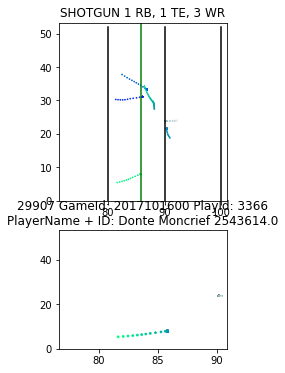 SHOTGUN 1 RB, 1 TE, 3 WR
50
40
30
20
10
0
80 90 100
29907 GameId: 2017101600 PlayId: 3366
PlayerName + ID: Donte Moncrief 2543614.0
40
20
0
80 85 90